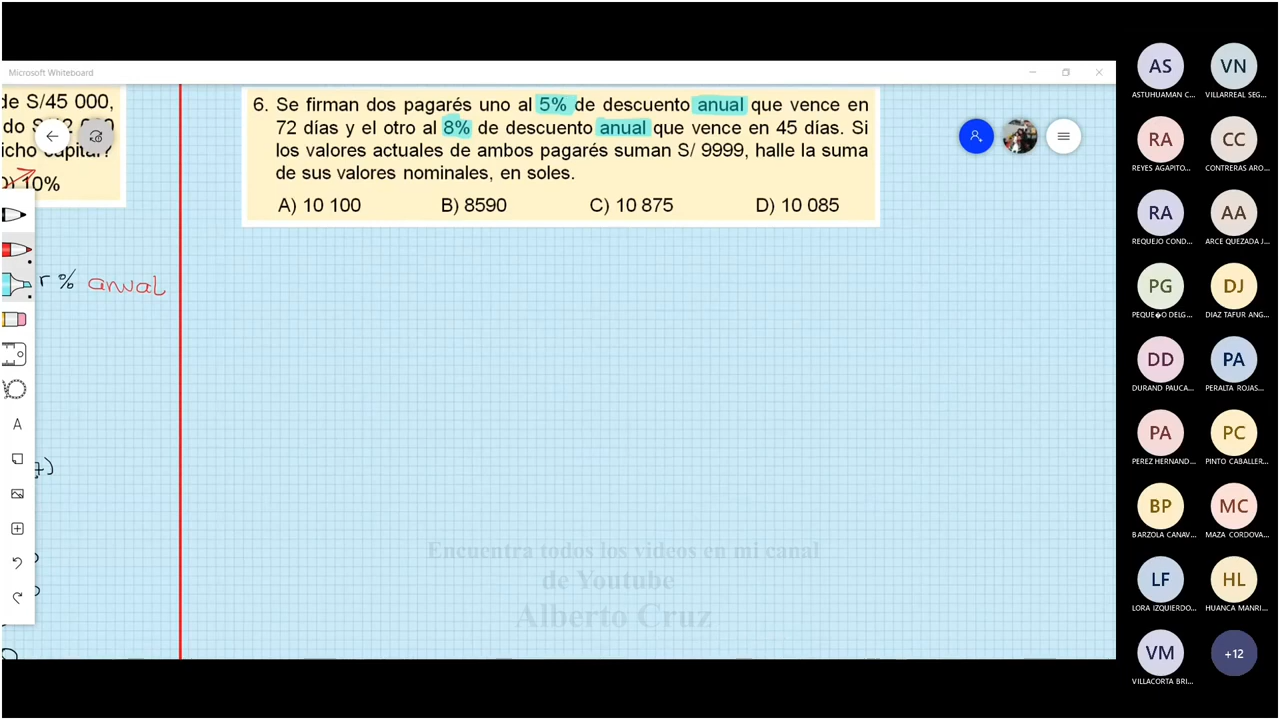 Microsoft Whiteboard
de S/45 000,
icho capital?
10%
r % anual
6. Se firman dos pagarés uno al 5% de descuento anual que vence en
72 días y el otro al 8% de descuento anual que vence en 45 días. Si
los valores actuales de ambos pagarés suman S/ 9999, halle la suma
de sus valores nominales, en soles.
A) 10 100 B) 8590 C) 10 875 D) 10 085
A
Encuentra todos los videos en mi canal
de Youtube
Alberto Cruz
AS VN
ASTUHUAMAN C... VILLARREAL SEG...
RA CC
REYES AGAPITO... CONTRERAS ARO...
RA AA
REQUEJO COND... ARCE QUEZADA J...
PG DJ
PEQUE�O DELG... DIAZ TAFUR ANG...
DD PA
DURAND PAUCA... PERALTA ROJAS...
PA PC
PEREZ HERNAND... PINTO CABALLER...
BP MC
BARZOLA CANAV... MAZA CORDOVA...
LF HL
LORA IZQUIERDO... HUANCA MANRI...
VM +12
VILLACORTA BRI...